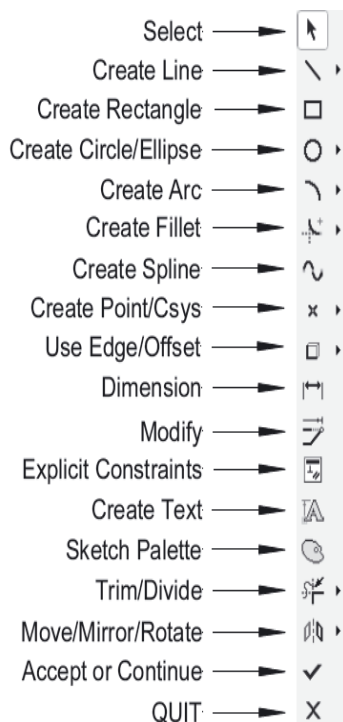 Select
Create Line
Create Rectangle
Create Circle/Ellipse
Create Arc
Create Fillet
Create Spline
Create Point/Csys
Use Edge/Offset
Dimension
Modify
Explicit Constraints
Create Text
Sketch Palette
Trim/Divide
Move/Mirror/Rotate
Accept or Continue
QUIT